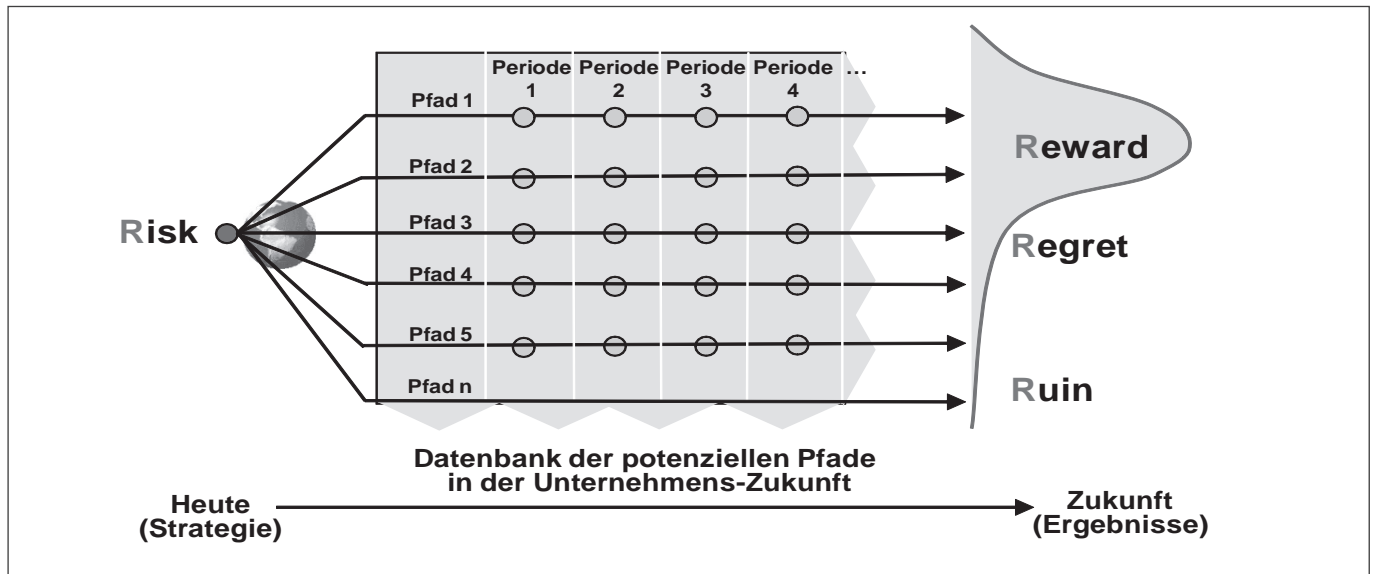 Periode Periode Periode Periode ...
1 2 3 4
Pfad 1
Pfad 2
Pfad 3
Pfad 4
Pfad 5
Pfad n
Risk
Reward
Regret
Ruin
Datenbank der potenziellen Pfade
in der Unternehmens-Zukunft
Heute
(Strategie)
Zukunft
(Ergebnisse)